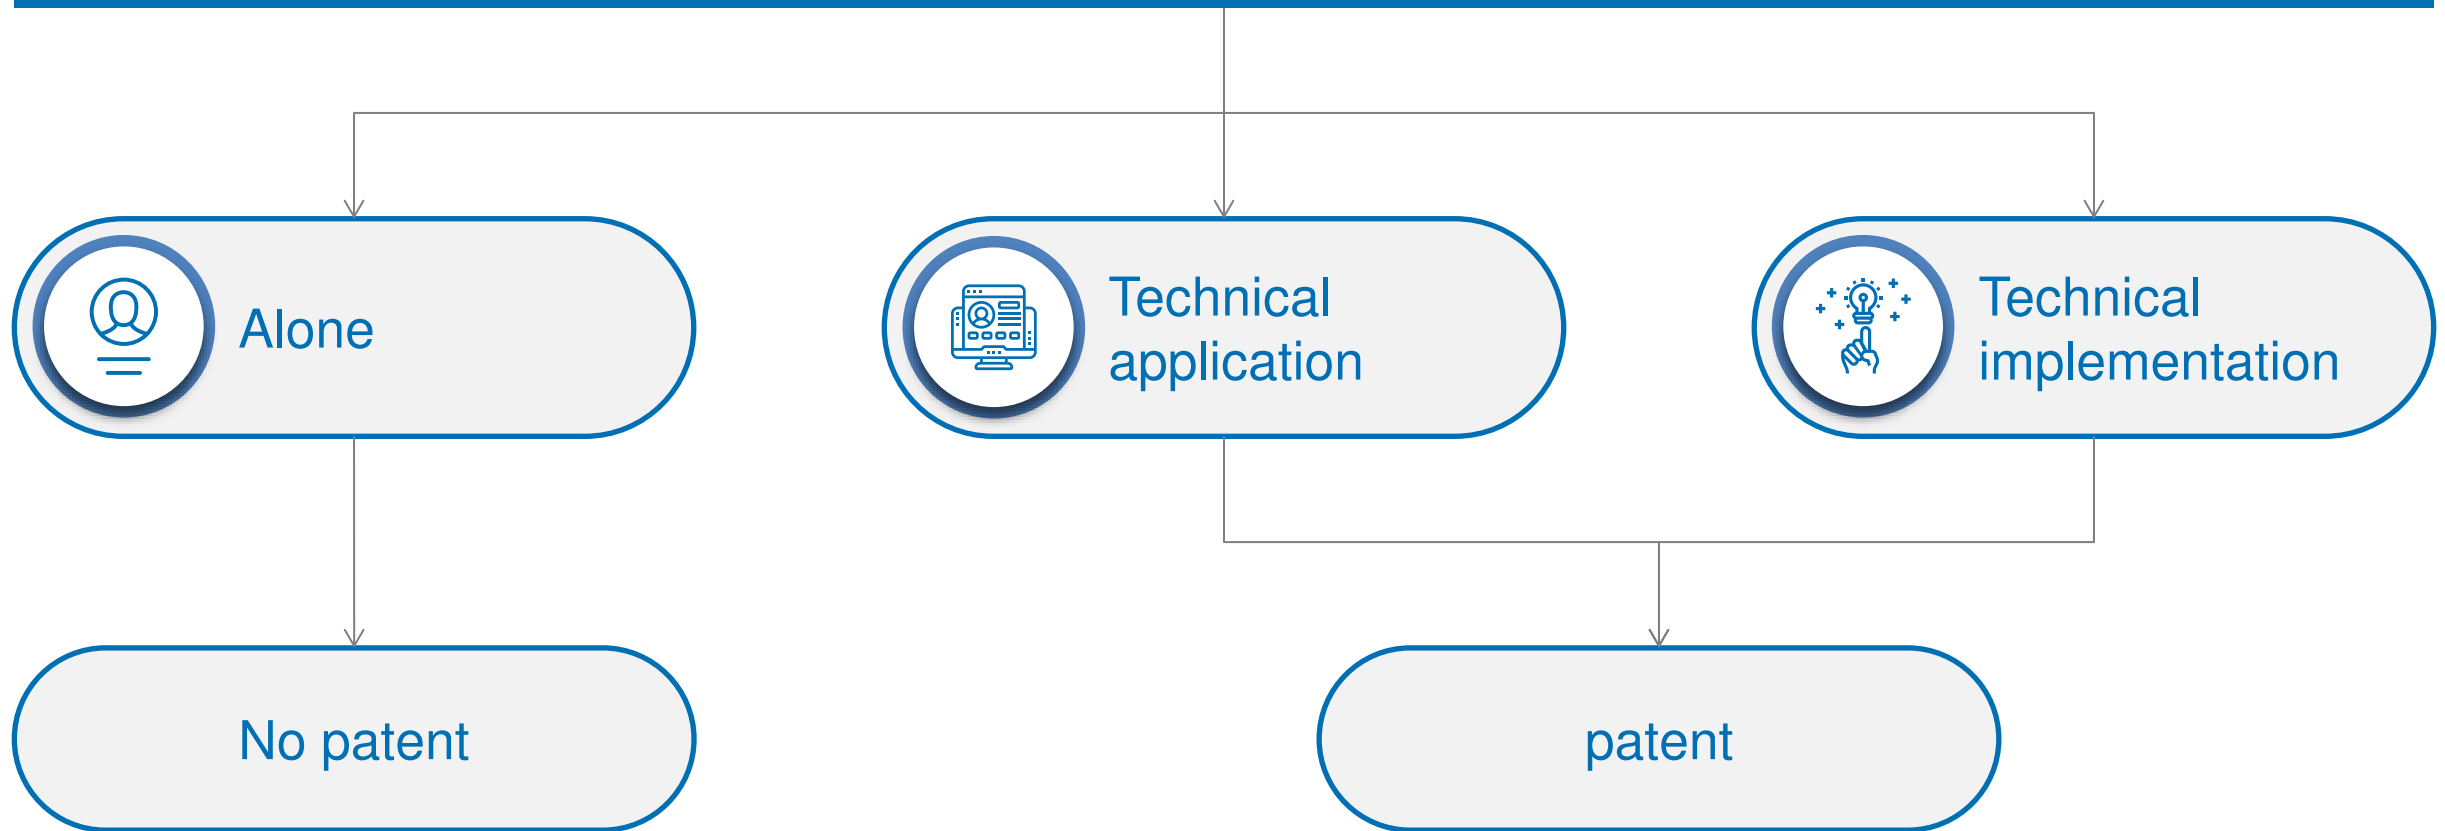 Alone
Technical
application
Technical
implementation
No patent
patent